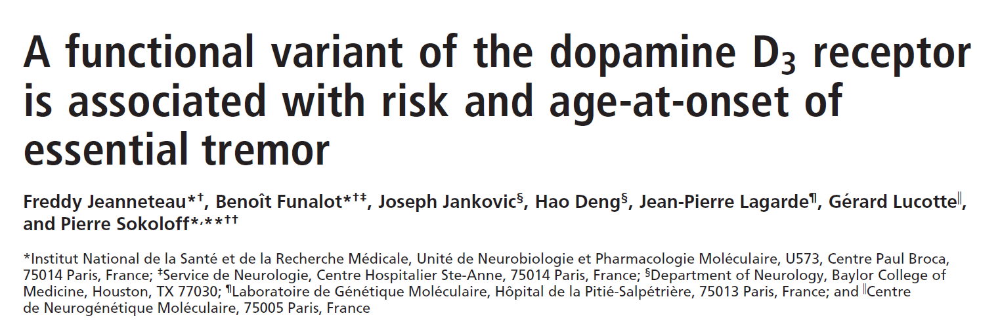 A functional variant of the dopamine D₃ receptor
is associated with risk and age-at-onset of
essential tremor
Freddy Jeanneteau*†, Benoît Funalot*†‡, Joseph Jankovic§, Hao Deng§, Jean-Pierre Lagarde¶, Gérard Lucotte‖,
and Pierre Sokoloff*,**††
*Institut National de la Santé et de la Recherche Médicale, Unité de Neurobiologie et Pharmacologie Moléculaire, U573, Centre Paul Broca,
75014 Paris, France; ‡Service de Neurologie, Centre Hospitalier Ste-Anne, 75014 Paris, France; §Department of Neurology, Baylor College of
Medicine, Houston, TX 77030; ¶Laboratoire de Génétique Moléculaire, Hôpital de la Pitié-Salpétrière, 75013 Paris, France; and ‖Centre
de Neurogénétique Moléculaire, 75005 Paris, France